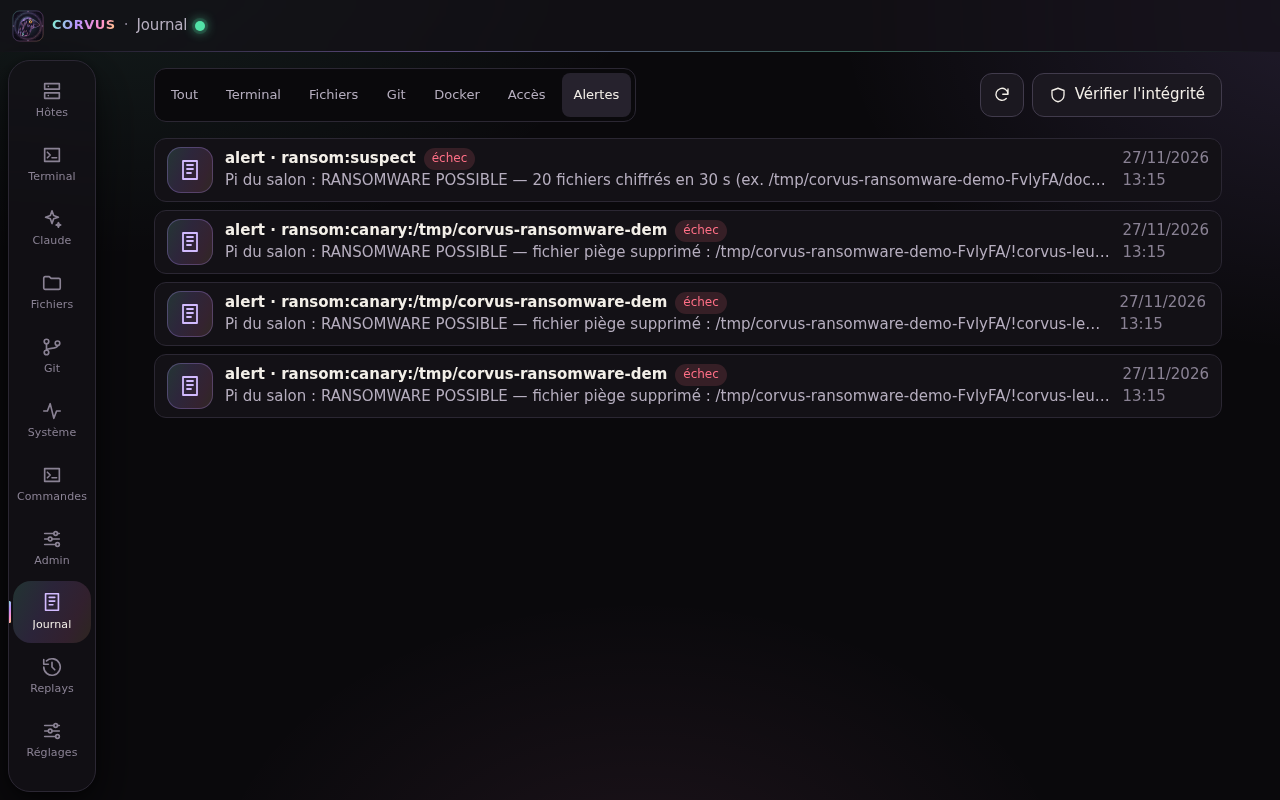 CORVUS · Journal
Hôtes
Terminal
Claude
Fichiers
Git
Système
Commandes
Admin
Journal
Replays
Réglages
Tout Terminal Fichiers Git Docker Accès Alertes
Vérifier l'intégrité
alert · ransom:suspect échec 27/11/2026
Pi du salon : RANSOMWARE POSSIBLE — 20 fichiers chiffrés en 30 s (ex. /tmp/corvus-ransomware-demo-FvlyFA/doc… 13:15
alert · ransom:canary:/tmp/corvus-ransomware-dem échec 27/11/2026
Pi du salon : RANSOMWARE POSSIBLE — fichier piège supprimé : /tmp/corvus-ransomware-demo-FvlyFA/!corvus-leu… 13:15
alert · ransom:canary:/tmp/corvus-ransomware-dem échec 27/11/2026
Pi du salon : RANSOMWARE POSSIBLE — fichier piège supprimé : /tmp/corvus-ransomware-demo-FvlyFA/!corvus-le… 13:15
alert · ransom:canary:/tmp/corvus-ransomware-dem échec 27/11/2026
Pi du salon : RANSOMWARE POSSIBLE — fichier piège supprimé : /tmp/corvus-ransomware-demo-FvlyFA/!corvus-leu… 13:15